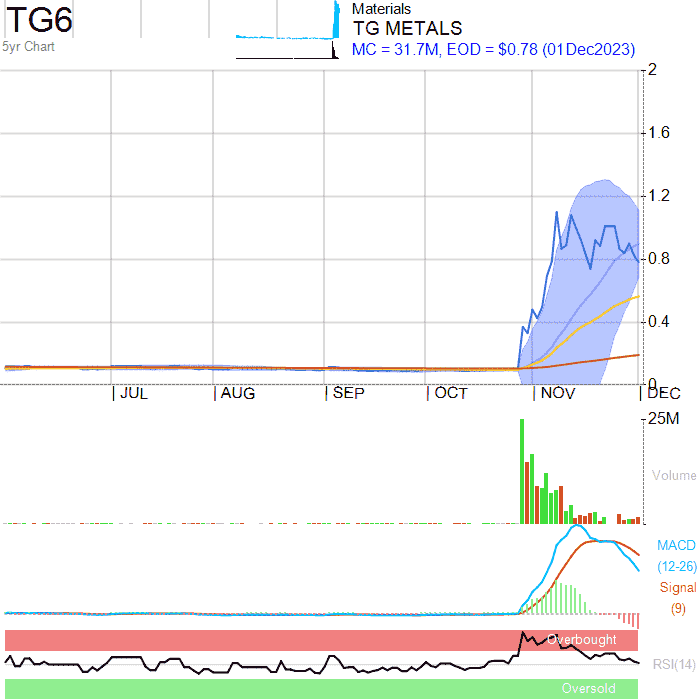 TG6
Materials
TG METALS
5yr Chart
MC = 31.7M, EOD = $0.78 (01Dec2023)
2
1.6
1.2
0.8
0.4
0
JUL AUG SEP OCT NOV DEC
25M
Volume
MACD
(12-26)
Signal
(9)
Overbought
RSI(14)
Oversold